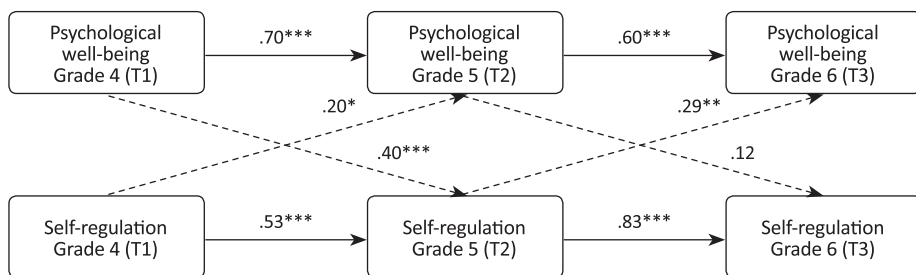 Psychological
well-being
Grade 4 (T1)
.70***
Psychological
well-being
Grade 5 (T2)
.60***
Psychological
well-being
Grade 6 (T3)
.20*
.40***
.29**
.12
Self-regulation
Grade 4 (T1)
.53***
Self-regulation
Grade 5 (T2)
.83***
Self-regulation
Grade 6 (T3)